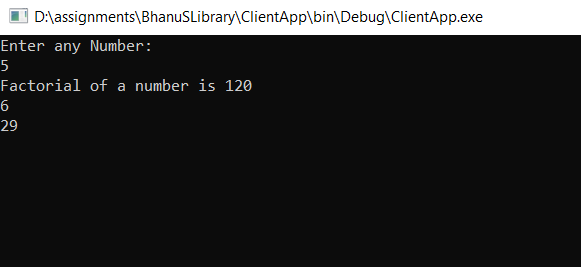 D:\assignments\BhanuSLibrary\ClientApp\bin\Debug\ClientApp.exe
Enter any Number:
5
Factorial of a number is 120
6
29